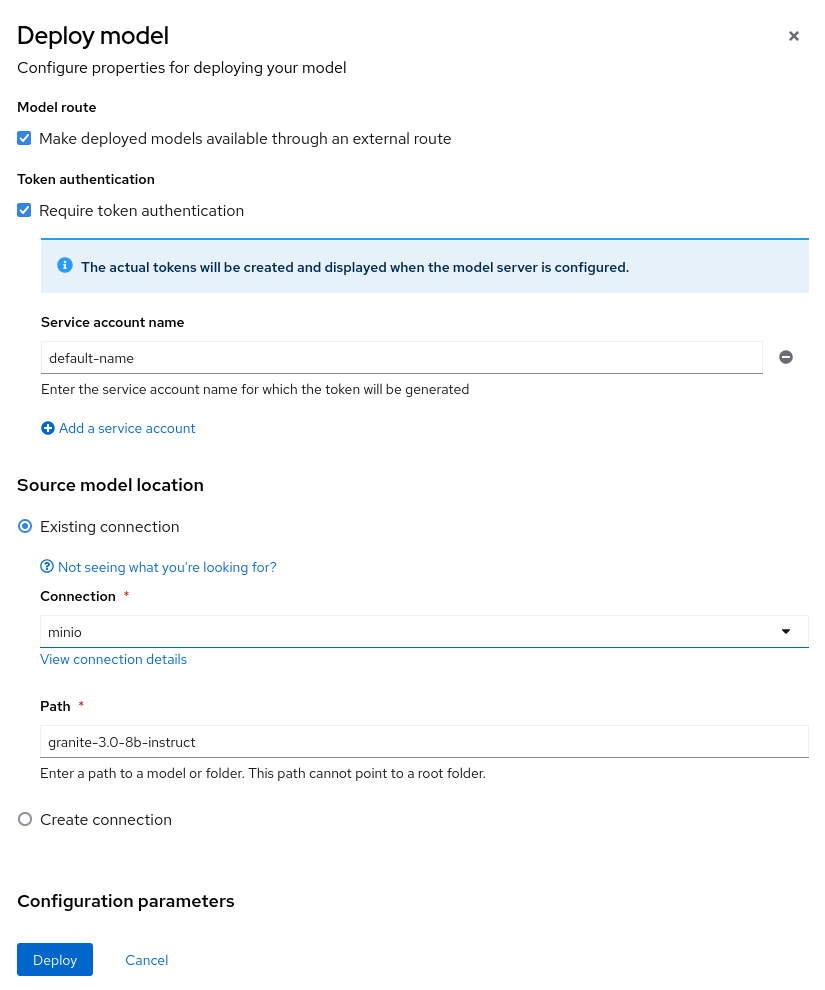 Deploy model
Configure properties for deploying your model
Model route
Make deployed models available through an external route
Token authentication
Require token authentication
The actual tokens will be created and displayed when the model server is configured.
Service account name
default-name
Enter the service account name for which the token will be generated
Add a service account
Source model location
Existing connection
Not seeing what you're looking for?
Connection *
minio
View connection details
Path *
granite-3.0-8b-instruct
Enter a path to a model or folder. This path cannot point to a root folder.
Create connection
Configuration parameters
Deploy Cancel